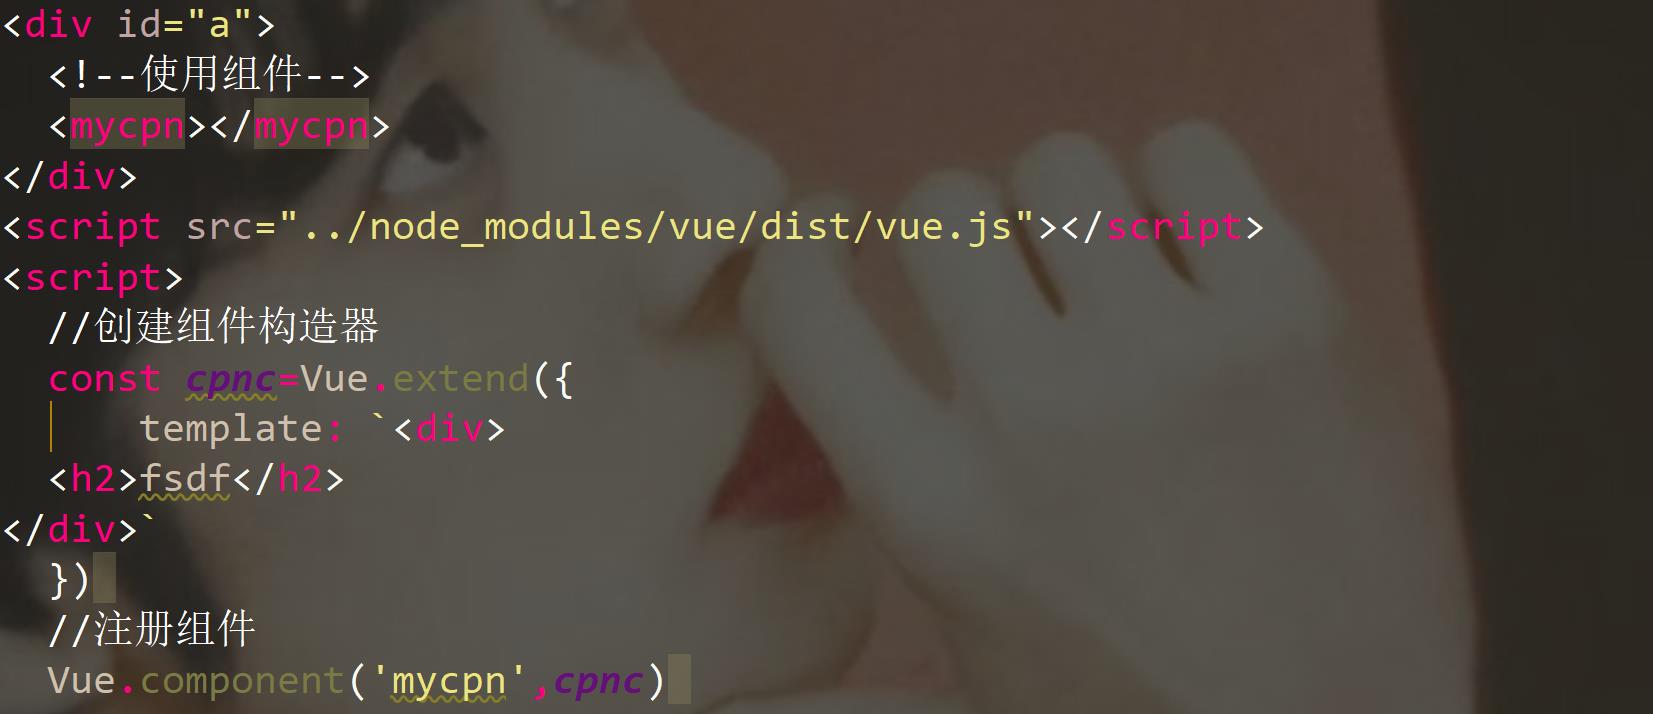 <div id="a">
<!--使用组件-->
<mycpn></mycpn>
</div>
<script src="../node_modules/vue/dist/vue.js"></script>
<script>
//创建组件构造器
const cpnc=Vue.extend({
template: `<div>
<h2>fsdf</h2>
</div>`
})
//注册组件
Vue.component('mycpn',cpnc)